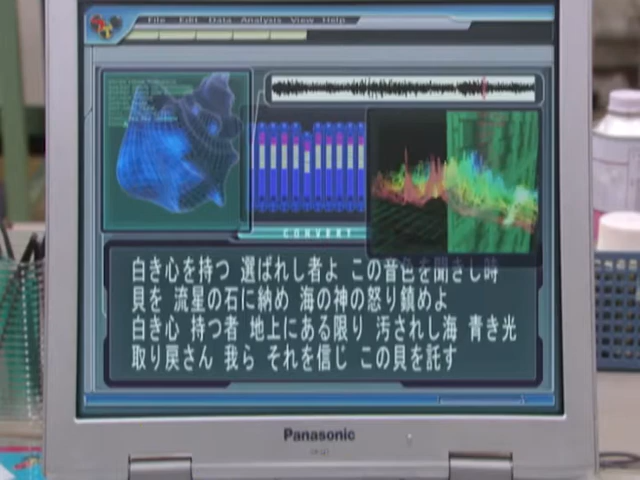 File Edit Data Analysis View Help
CONVERT
白き心を持つ 選ばれし者よ この音色を聞きし時
貝を 流星の石に納め 海の神の怒り鎮めよ
白き心 持つ者 地上にある限り 汚されし海 青き光
取り戻さん 我ら それを信じ この貝を託す
Panasonic